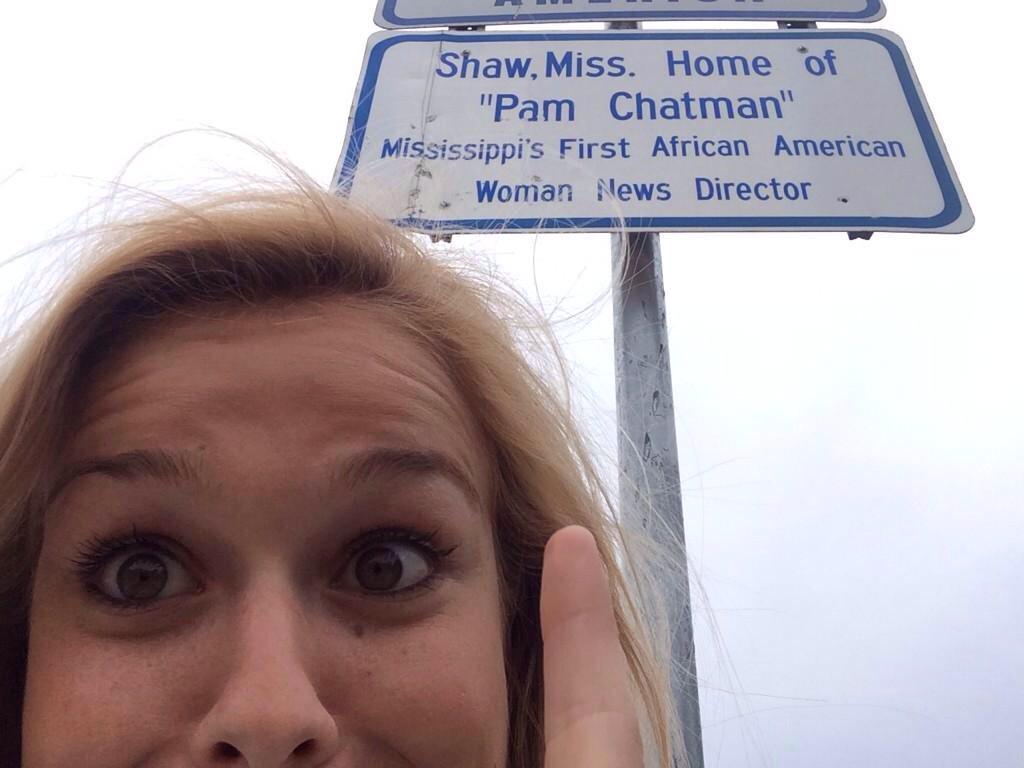 Shaw, Miss. Home of
"Pam Chatman"
Mississippi's First African American
Woman News Director